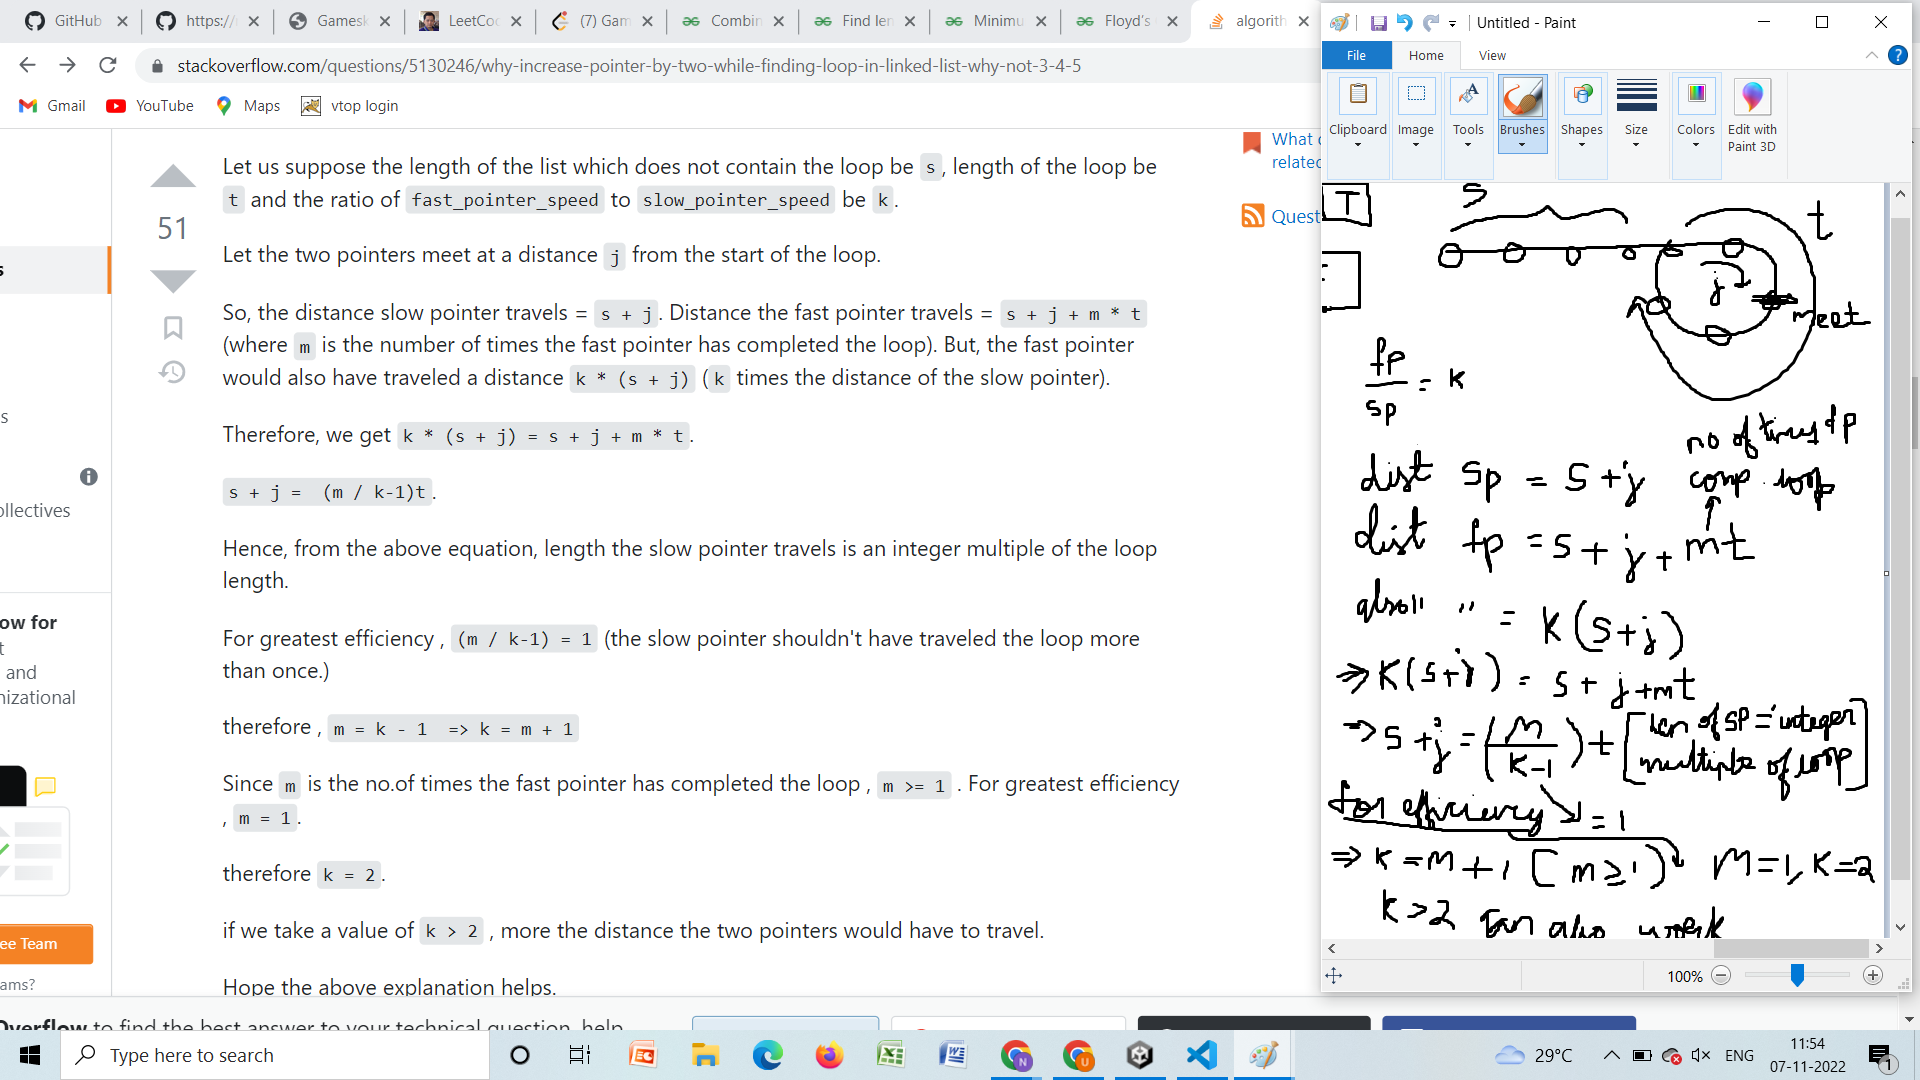 GitHub
https://
Gamesk
LeetCoo
(7) Gam
Combin
Find len
Minimu
Floyd's
algorith
stackoverflow.com/questions/5130246/why-increase-pointer-by-two-while-finding-loop-in-linked-list-why-not-3-4-5
Gmail YouTube Maps vtop login
Let us suppose the length of the list which does not contain the loop be s, length of the loop be
t and the ratio of fast_pointer_speed to slow_pointer_speed be k.
51
Let the two pointers meet at a distance j from the start of the loop.
So, the distance slow pointer travels = s + j. Distance the fast pointer travels = s + j + m * t
(where m is the number of times the fast pointer has completed the loop). But, the fast pointer
would also have traveled a distance k * (s + j) (k times the distance of the slow pointer).
Therefore, we get k * (s + j) = s + j + m * t.
s + j = (m / k-1)t.
Hence, from the above equation, length the slow pointer travels is an integer multiple of the loop
length.
For greatest efficiency , (m / k-1) = 1 (the slow pointer shouldn't have traveled the loop more
than once.)
therefore , m = k - 1 => k = m + 1
Since m is the no.of times the fast pointer has completed the loop , m >= 1 . For greatest efficiency
, m = 1.
therefore k = 2.
if we take a value of k > 2 , more the distance the two pointers would have to travel.
Hope the above explanation helps.
s
s
ollectives
ow for
t
and
nizational
ee Team
ams?
Overflow to find the best answer to your technical question, help
What
relate
Quest
Untitled - Paint
File Home View
Clipboard Image Tools Brushes Shapes Size Colors Edit with
Paint 3D
T
S
t
j
meet
fp
sp
= K
no of times fp
comp loop
dist sp = S + j
dist fp = S + j + mt
also " " = K(S+j)
⇒ K(S+j) = S + j + mt
⇒ S + j = (M / K-1) t [len of SP = integer
multiple of loop]
for efficiency = 1
⇒ K = M + 1 [m ≥ 1) M = 1, K = 2
K > 2 can also work
100%
Type here to search
29°C
ENG
11:54
07-11-2022
1